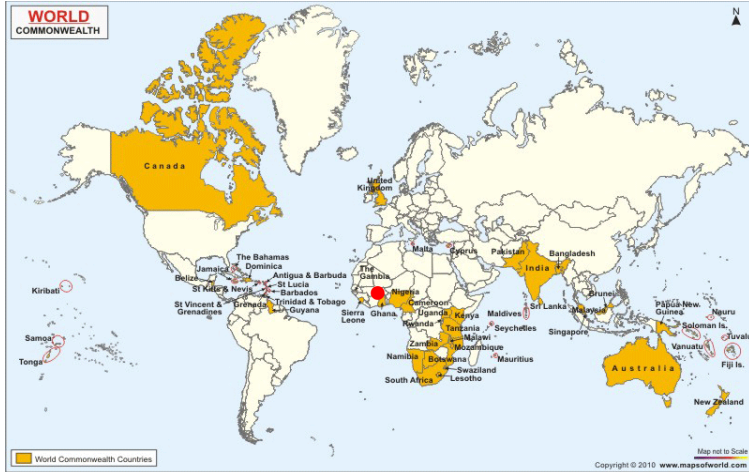 WORLD
COMMONWEALTH
N
Canada
United
Kingdom
Malta
Cyprus
Pakistan
Bangladesh
India
The Bahamas
Jamaica
Dominica
Belize
Antigua & Barbuda
St Kitts & Nevis
St Lucia
Barbados
St Vincent &
Grenadines
Grenada
Trinidad & Tobago
Guyana
Kiribati
Samoa
Tonga
The
Gambia
Sierra
Leone
Ghana
Nigeria
Cameroon
Uganda
Kenya
Rwanda
Tanzania
Malawi
Zambia
Mozambique
Namibia
Botswana
Swaziland
South Africa
Lesotho
Maldives
Sri Lanka
Seychelles
Mauritius
Brunei
Malaysia
Singapore
Papua New
Guinea
Nauru
Soloman Is.
Tuvalu
Vanuatu
Fiji Is.
Australia
New Zealand
World Commonwealth Countries
Map not to Scale
Copyright © 2010 www.mapsofworld.com